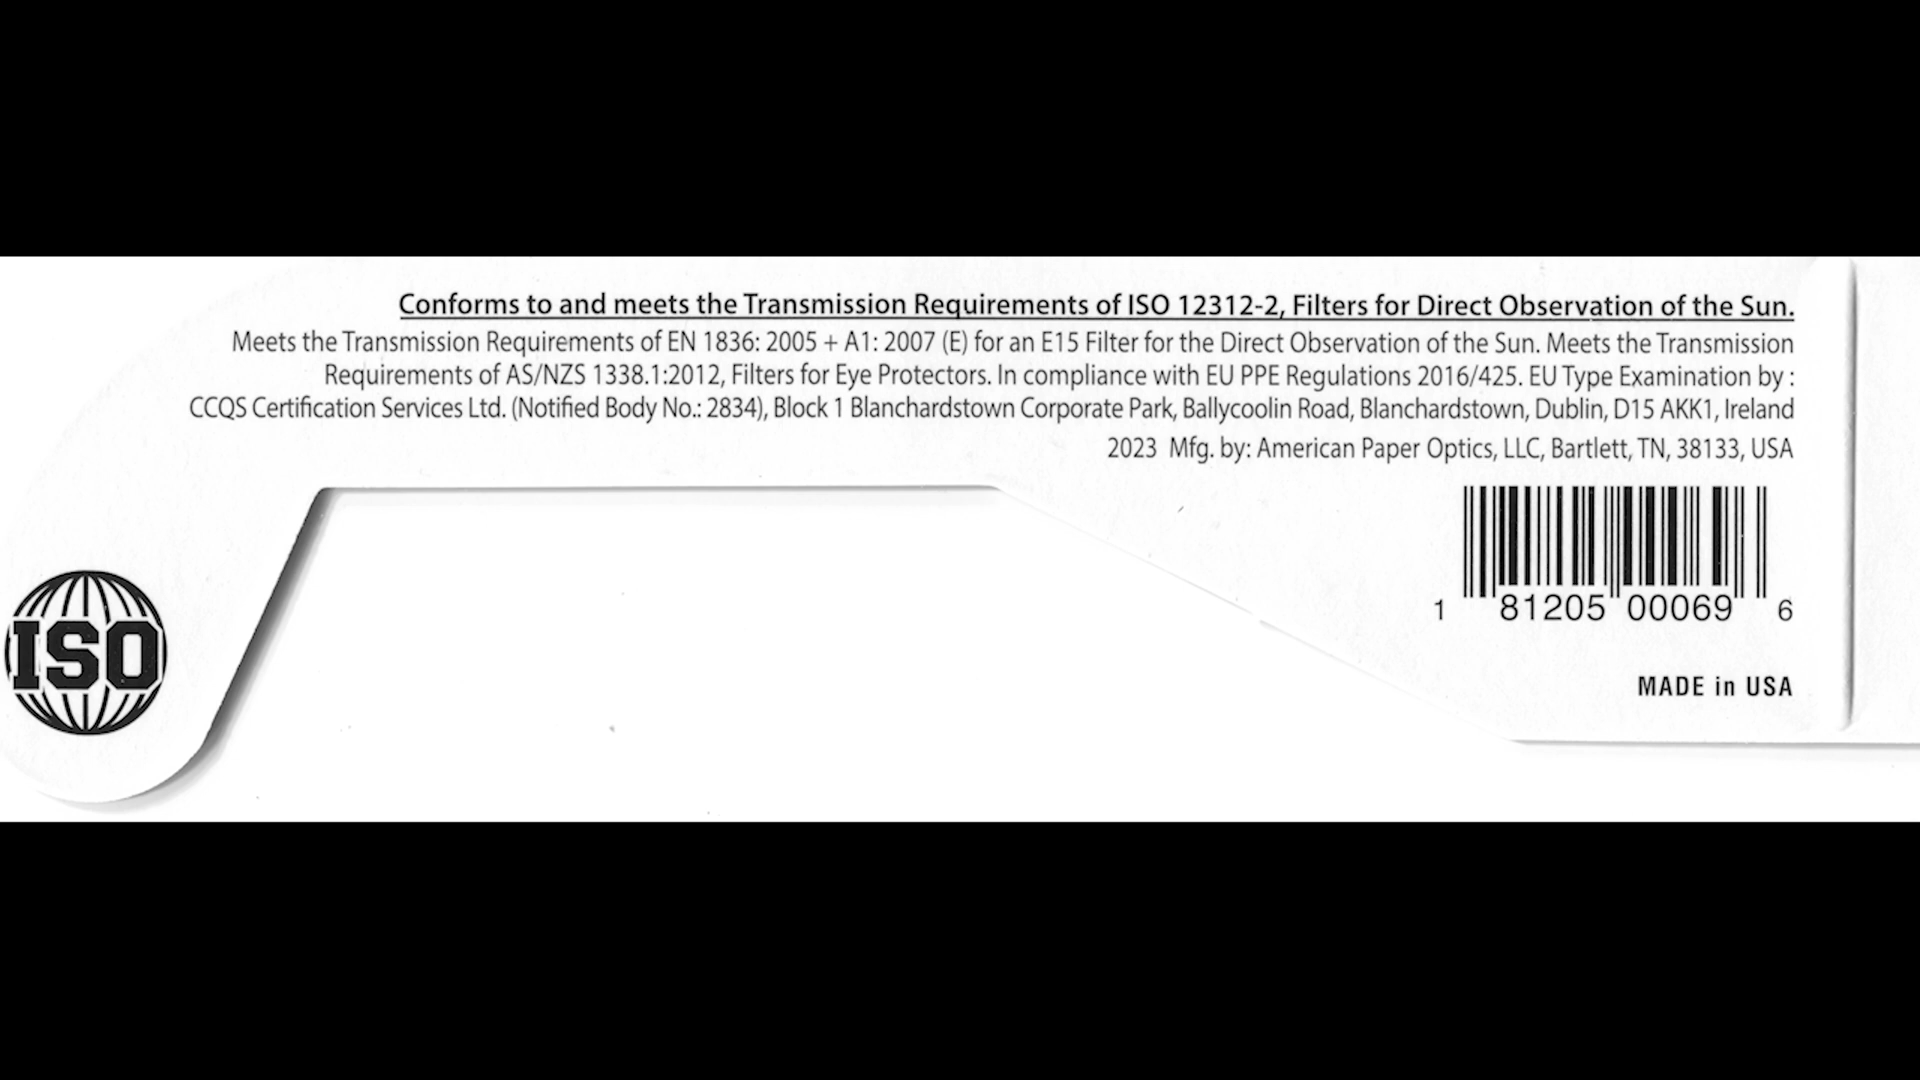 Conforms to and meets the Transmission Requirements of ISO 12312-2, Filters for Direct Observation of the Sun.
Meets the Transmission Requirements of EN 1836: 2005 + A1: 2007 (E) for an E15 Filter for the Direct Observation of the Sun. Meets the Transmission
Requirements of AS/NZS 1338.1:2012, Filters for Eye Protectors. In compliance with EU PPE Regulations 2016/425. EU Type Examination by :
CCQS Certification Services Ltd. (Notified Body No.: 2834), Block 1 Blanchardstown Corporate Park, Ballycoolin Road, Blanchardstown, Dublin, D15 AKK1, Ireland
2023 Mfg. by: American Paper Optics, LLC, Bartlett, TN, 38133, USA
1 81205 00069 6
ISO
MADE in USA